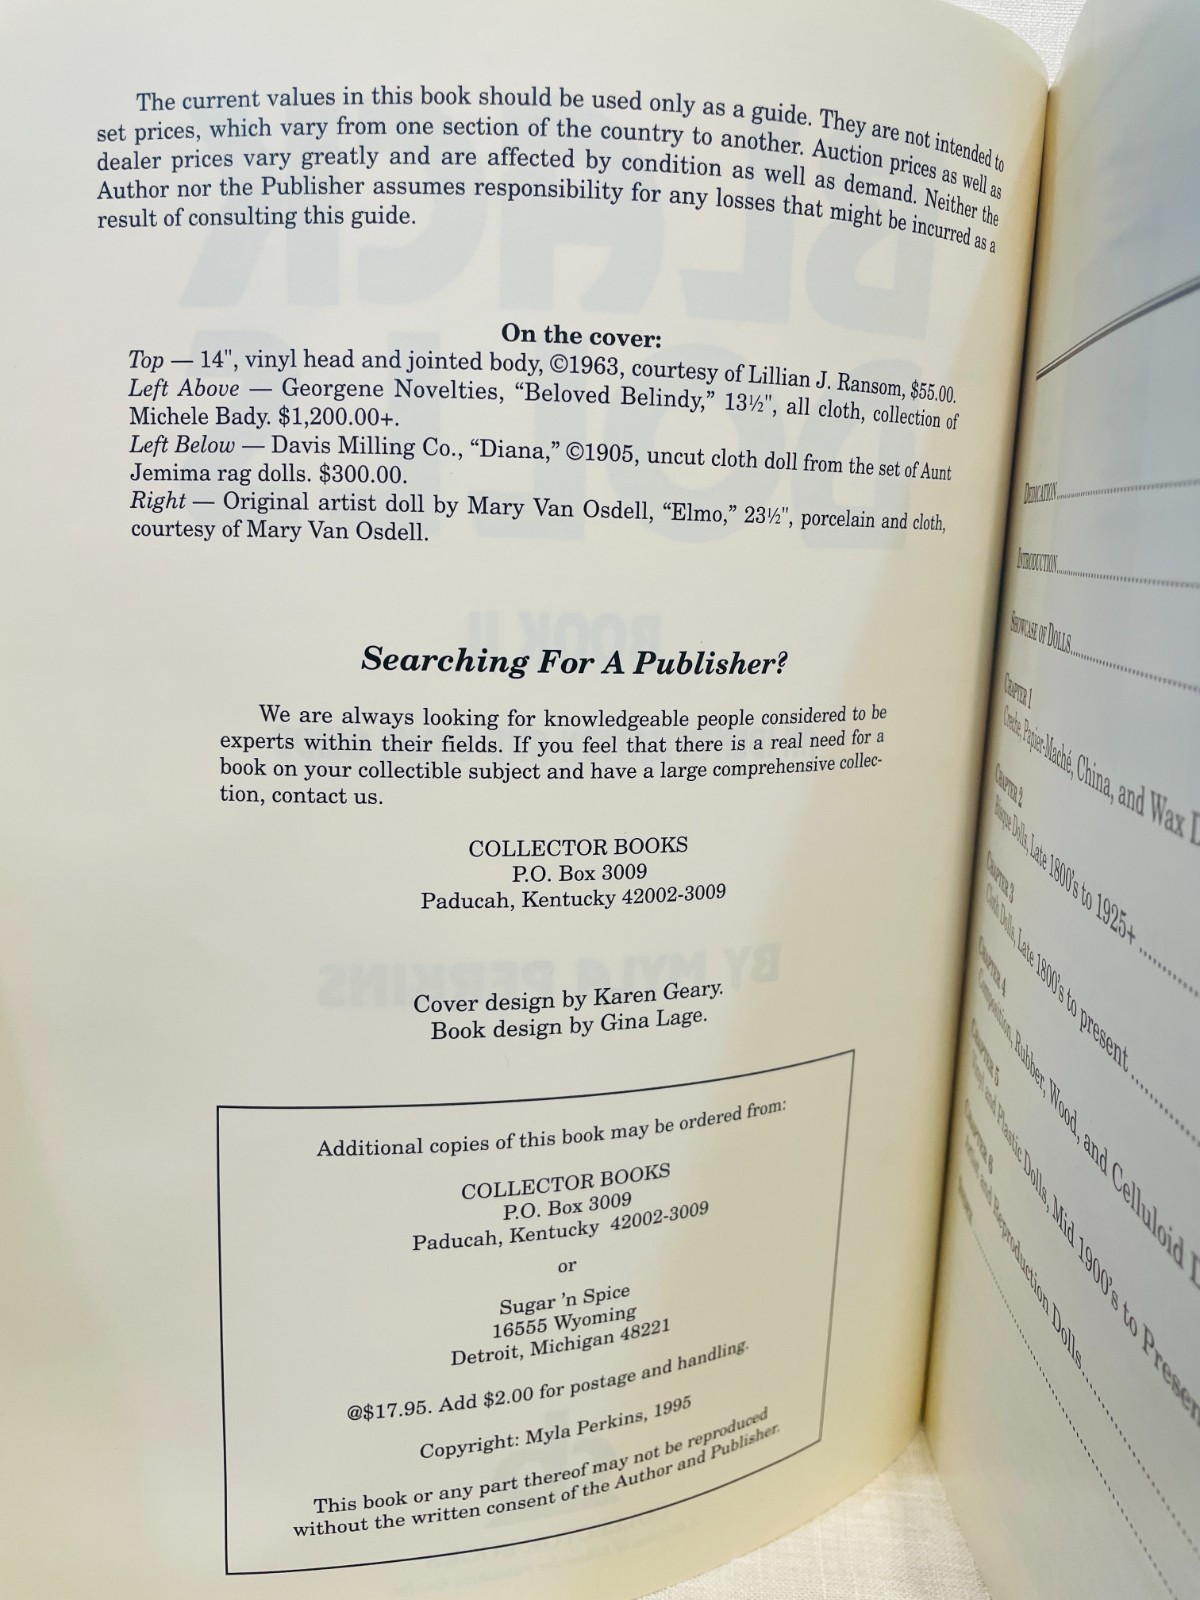 The current values in this book should be used only as a guide. They are not intended to
set prices, which vary from one section of the country to another. Auction prices as well as
dealer prices vary greatly and are affected by condition as well as demand. Neither the
Author nor the Publisher assumes responsibility for any losses that might be incurred as a
result of consulting this guide.
On the cover:
Top — 14", vinyl head and jointed body, ©1963, courtesy of Lillian J. Ransom, $55.00.
Left Above — Georgene Novelties, “Beloved Belindy,” 13½", all cloth, collection of
Michele Bady. $1,200.00+.
Left Below — Davis Milling Co., “Diana,” ©1905, uncut cloth doll from the set of Aunt
Jemima rag dolls. $300.00.
Right — Original artist doll by Mary Van Osdell, “Elmo,” 23½", porcelain and cloth,
courtesy of Mary Van Osdell.
Searching For A Publisher?
We are always looking for knowledgeable people considered to be
experts within their fields. If you feel that there is a real need for a
book on your collectible subject and have a large comprehensive collec-
tion, contact us.
COLLECTOR BOOKS
P.O. Box 3009
Paducah, Kentucky 42002-3009
Cover design by Karen Geary.
Book design by Gina Lage.
Additional copies of this book may be ordered from:
COLLECTOR BOOKS
P.O. Box 3009
Paducah, Kentucky 42002-3009
or
Sugar ’n Spice
16555 Wyoming
Detroit, Michigan 48221
@$17.95. Add $2.00 for postage and handling.
Copyright: Myla Perkins, 1995
This book or any part thereof may not be reproduced
without the written consent of the Author and Publisher.
Dedication
Introduction
Showcase of Dolls
Chapter 1
Creche, Papier-Maché, China, and Wax
Chapter 2
Bisque Dolls, Late 1800's to 1925+
Chapter 3
Cloth Dolls, Late 1800's to present
Chapter 4
Composition, Rubber, Wood, and Celluloid
Chapter 5
Vinyl and Plastic Dolls, Mid 1900's to Presen
Chapter 6
Artist and Reproduction Dolls